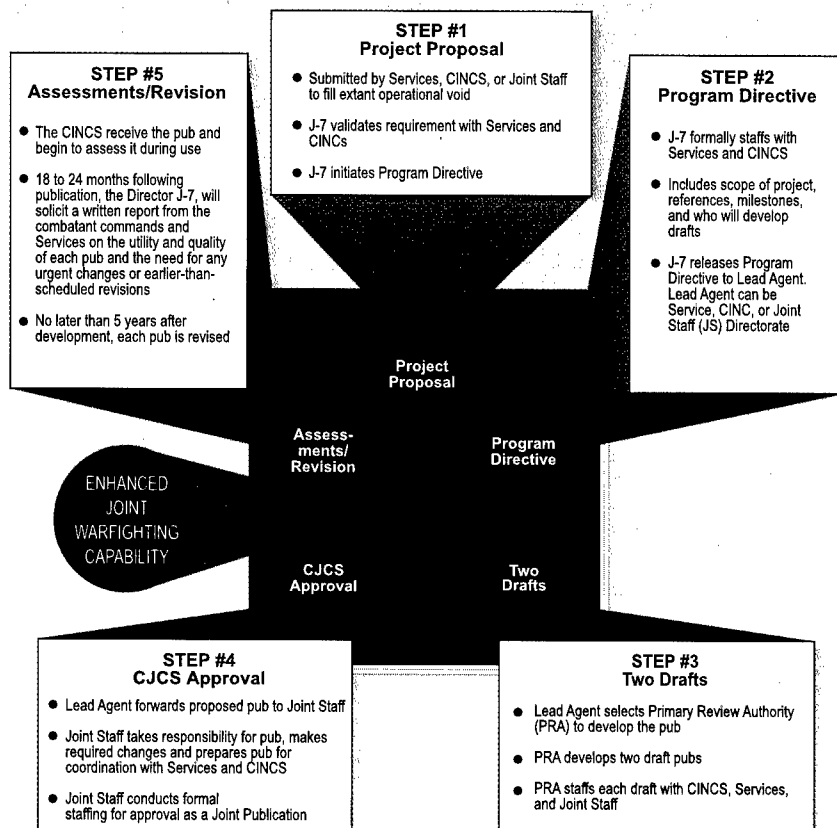 STEP #1
Project Proposal
● Submitted by Services, CINCS, or Joint Staff
to fill extant operational void
● J-7 validates requirement with Services and
CINCs
● J-7 initiates Program Directive
STEP #5
Assessments/Revision
● The CINCS receive the pub and
begin to assess it during use
● 18 to 24 months following
publication, the Director J-7, will
solicit a written report from the
combatant commands and
Services on the utility and quality
of each pub and the need for any
urgent changes or earlier-than-
scheduled revisions
● No later than 5 years after
development, each pub is revised
STEP #2
Program Directive
● J-7 formally staffs with
Services and CINCS
● Includes scope of project,
references, milestones,
and who will develop
drafts
● J-7 releases Program
Directive to Lead Agent.
Lead Agent can be
Service, CINC, or Joint
Staff (JS) Directorate
Project
Proposal
Assess-
ments/
Revision
Program
Directive
ENHANCED
JOINT
WARFIGHTING
CAPABILITY
CJCS
Approval
Two
Drafts
STEP #4
CJCS Approval
● Lead Agent forwards proposed pub to Joint Staff
● Joint Staff takes responsibility for pub, makes
required changes and prepares pub for
coordination with Services and CINCS
● Joint Staff conducts formal
staffing for approval as a Joint Publication
STEP #3
Two Drafts
● Lead Agent selects Primary Review Authority
(PRA) to develop the pub
● PRA develops two draft pubs
● PRA staffs each draft with CINCS, Services,
and Joint Staff